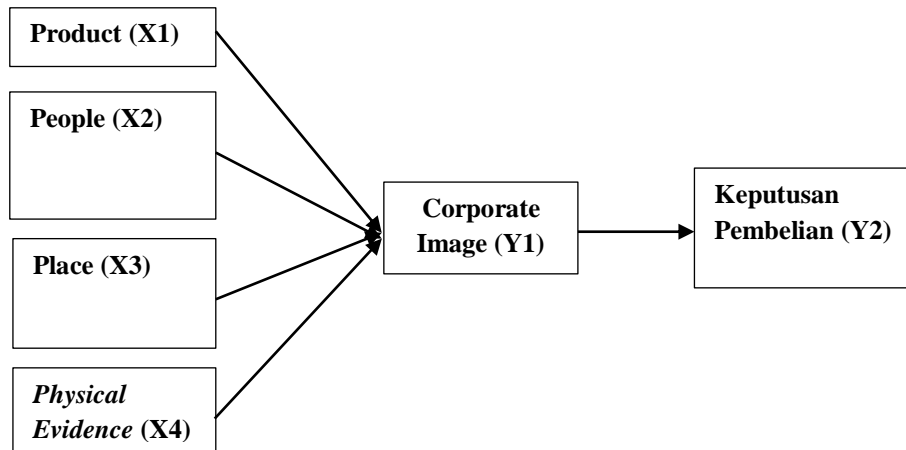 Product (X1)
People (X2)
Place (X3)
Physical
Evidence (X4)
Corporate
Image (Y1)
Keputusan
Pembelian (Y2)